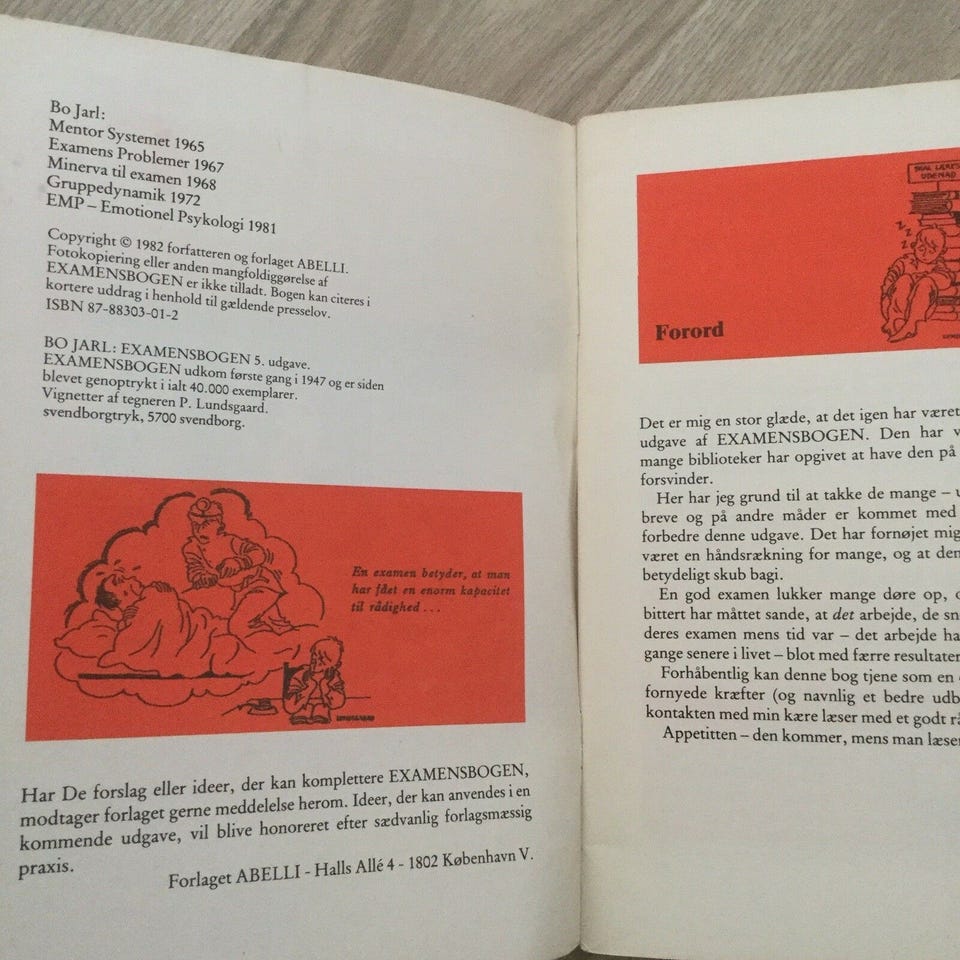 Bo Jarl:
Mentor Systemet 1965
Examens Problemer 1967
Minerva til examen 1968
Gruppedynamik 1972
EMP – Emotionel Psykologi 1981
Copyright © 1982 forfatteren og forlaget ABELLI.
Fotokopiering eller anden mangfoldiggørelse af
EXAMENSBOGEN er ikke tilladt. Bogen kan citeres i
kortere uddrag i henhold til gældende presselov.
ISBN 87-88303-01-2
BO JARL: EXAMENSBOGEN 5. udgave.
EXAMENSBOGEN udkom første gang i 1947 og er siden
blevet genoptrykt i ialt 40.000 exemplarer.
Vignetter af tegneren P. Lundsgaard.
svendborgtryk, 5700 svendborg.
En examen betyder, at man
har fået en enorm kapacitet
til rådighed ...
LUNDSGAARD
Har De forslag eller ideer, der kan komplettere EXAMENSBOGEN,
modtager forlaget gerne meddelelse herom. Ideer, der kan anvendes i en
kommende udgave, vil blive honoreret efter sædvanlig forlagsmæssig
praxis.
Forlaget ABELLI - Halls Allé 4 - 1802 København V.
SKAL LÆRES
UDENAD
z z z
Forord
Det er mig en stor glæde, at det igen har været
udgave af EXAMENSBOGEN. Den har v
mange biblioteker har opgivet at have den på
forsvinder.
Her har jeg grund til at takke de mange – u
breve og på andre måder er kommet med
forbedre denne udgave. Det har fornøjet mig
været en håndsrækning for mange, og at den
betydeligt skub bagi.
En god examen lukker mange døre op, o
bittert har måttet sande, at det arbejde, de sn
deres examen mens tid var – det arbejde ha
gange senere i livet – blot med færre resultater
Forhåbentlig kan denne bog tjene som en
fornyede kræfter (og navnlig et bedre udb
kontakten med min kære læser med et godt rå
Appetitten – den kommer, mens man læser